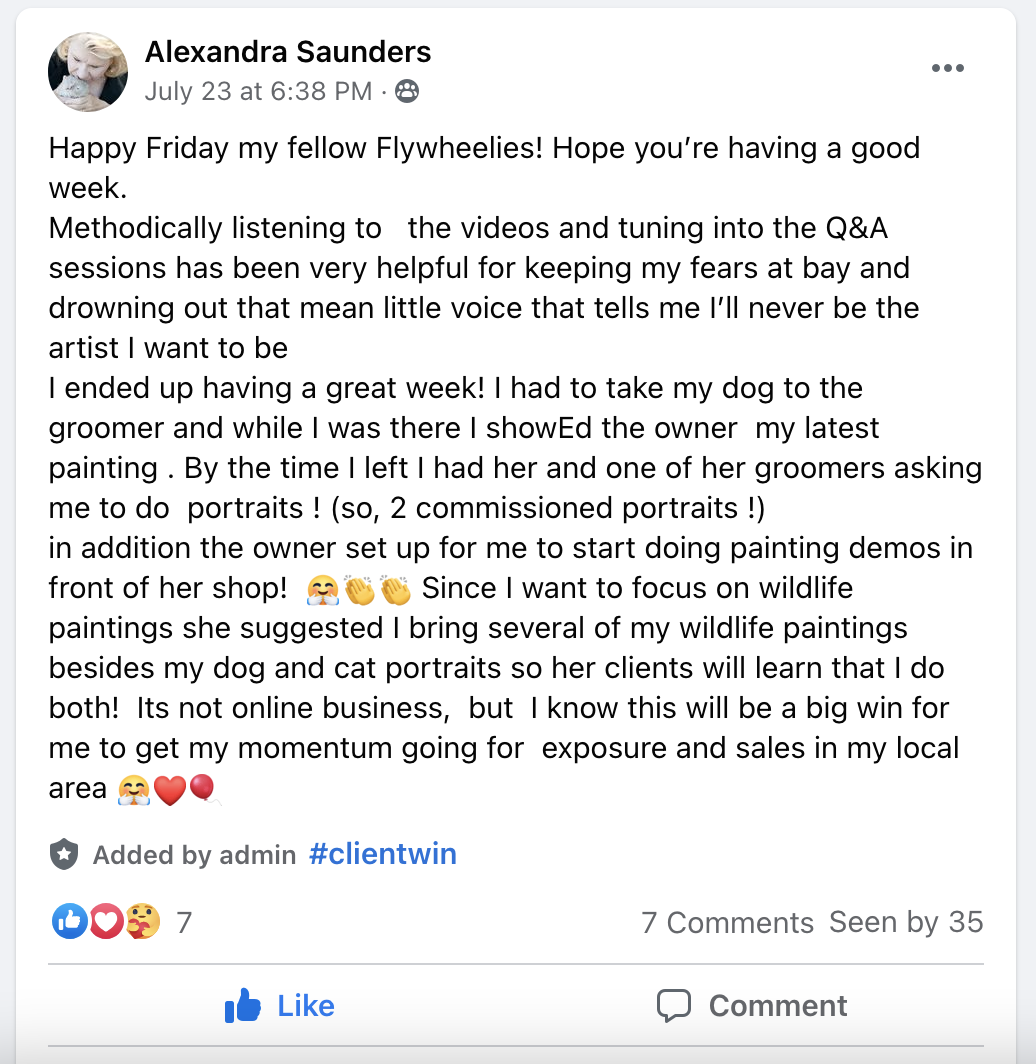 Alexandra Saunders
July 23 at 6:38 PM ·
Happy Friday my fellow Flywheelies! Hope you’re having a good
week.
Methodically listening to   the videos and tuning into the Q&A
sessions has been very helpful for keeping my fears at bay and
drowning out that mean little voice that tells me I’ll never be the
artist I want to be
I ended up having a great week! I had to take my dog to the
groomer and while I was there I showEd the owner  my latest
painting . By the time I left I had her and one of her groomers asking
me to do  portraits ! (so, 2 commissioned portraits !)
in addition the owner set up for me to start doing painting demos in
front of her shop!  🤗👏👏 Since I want to focus on wildlife
paintings she suggested I bring several of my wildlife paintings
besides my dog and cat portraits so her clients will learn that I do
both!  Its not online business,  but  I know this will be a big win for
me to get my momentum going for  exposure and sales in my local
area 🤗❤️🎈
Added by admin #clientwin
7 7 Comments Seen by 35
Like Comment